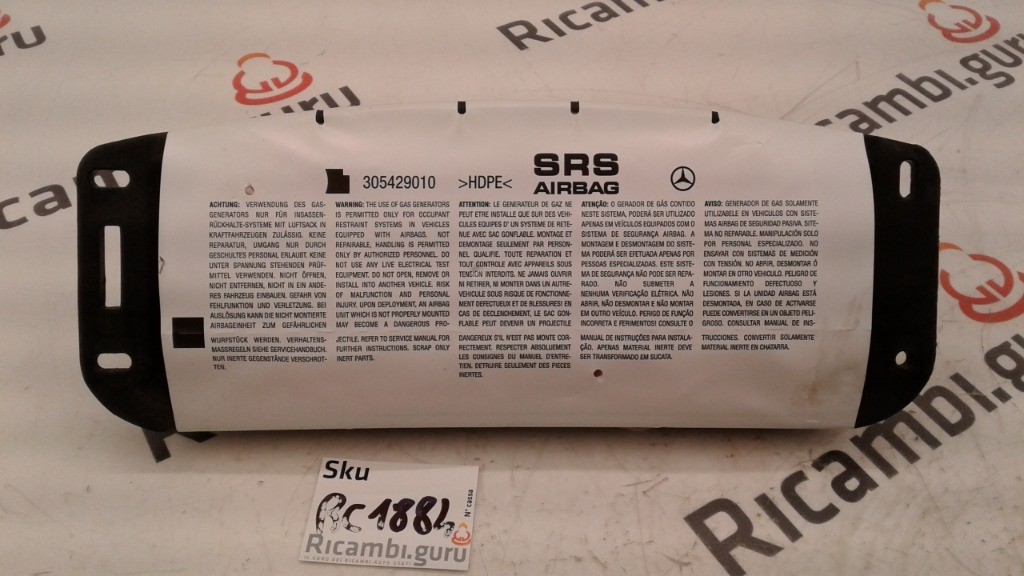 Ricambi.guru
Ricambi.guru
guru
305429010 >HDPE< SRS
AIRBAG
ACHTUNG: VERWENDUNG DES GAS-
GENERATORS NUR FÜR INSASSEN-
RÜCKHALTE-SYSTEME MIT LUFTSACK IN
KRAFTFAHRZEUGEN ZULÄSSIG. KEINE
REPARATUR, UMGANG NUR DURCH
GESCHULTES PERSONAL ERLAUBT. KEINE
UNTER SPANNUNG STEHENDEN PRÜF-
MITTEL VERWENDEN. NICHT ÖFFNEN,
NICHT ENTFERNEN, NICHT IN EIN ANDE-
RES FAHRZEUG EINBAUEN. GEFAHR VON
FEHLFUNKTION UND VERLETZUNG. BEI
AUSLÖSUNG KANN DIE NICHT MONTIERTE
AIRBAGEINHEIT ZUM GEFÄHRLICHEN
WURFSTÜCK WERDEN. VERHALTENS-
MASSREGELN SIEHE SERVICEHANDBUCH.
NUR INERTE GEGENSTÄNDE VERSCHROT-
TEN.
WARNING: THE USE OF GAS GENERATORS
IS PERMITTED ONLY FOR OCCUPANT
RESTRAINT SYSTEMS IN VEHICLES
EQUIPPED WITH AIRBAGS. NOT
REPAIRABLE, HANDLING IS PERMITTED
ONLY BY AUTHORIZED PERSONNEL. DO
NOT USE ANY LIVE ELECTRICAL TEST
EQUIPMENT. DO NOT OPEN, REMOVE OR
INSTALL INTO ANOTHER VEHICLE. RISK
OF MALFUNCTION AND PERSONAL
INJURY. UPON DEPLOYMENT, AN AIRBAG
UNIT WHICH IS NOT PROPERLY MOUNTED
MAY BECOME A DANGEROUS PRO-
JECTILE. REFER TO SERVICE MANUAL FOR
FURTHER INSTRUCTIONS. SCRAP ONLY
INERT PARTS.
ATTENTION: LE GENERATEUR DE GAZ NE
PEUT ETRE INSTALLE QUE SUR DES VEHI-
CULES EQUIPES D' UN SYSTEME DE RETE-
NUE AVEC SAC GONFLABLE. MONTAGE ET
DEMONTAGE SEULEMENT PAR PERSON-
NEL QUALIFIE. TOUTE REPARATION ET
TOUT CONTROLE AVEC APPAREILS SOUS
TENSION INTERDITS. NE JAMAIS OUVRIR
NI RETIRER, NI MONTER DANS UN AUTRE-
VEHICULE SOUS RISQUE DE FONCTIONNE-
MENT DEFECTUEUX ET DE BLESSURES! EN
CAS DE DECLENCHEMENT, LE SAC GON-
FLABLE PEUT DEVENIR UN PROJECTILE
DANGEREUX S'IL N'EST PAS MONTE COR-
RECTEMENT. RESPECTER ABSOLUEMENT
LES CONSIGNES DU MANUEL D'ENTRE-
TIEN. DETRUIRE SEULEMENT DES PIECES
INERTES.
ATENÇÃO: O GERADOR DE GÁS CONTIDO
NESTE SISTEMA, PODERÁ SER UTILIZADO
APENAS EM VEÍCULOS EQUIPADOS COM O
SISTEMA DE SEGURANÇA AIRBAG. A
MONTAGEM E DESMONTAGEM DO SISTE-
MA PODERÁ SER EFETUADA APENAS POR
PESSOAS ESPECIALIZADAS. ESTE SISTE-
MA DE SEGURANÇA NÃO PODE SER REPA-
RADO. NÃO SUBMETER A
NENHUMA VERIFICAÇÃO ELÉTRICA. NÃO
ABRIR, NÃO DESMONTAR E NÃO MONTAR
EM OUTRO VEÍCULO. PERIGO DE FUNÇÃO
INCORRETA E FERIMENTOS! CONSULTE O
MANUAL DE INSTRUÇÕES PARA INSTALA-
ÇÃO. APENAS MATERIAL INERTE DEVE
SER TRANSFORMADO EM SUCATA.
AVISO: GENERADOR DE GAS SOLAMENTE
UTILIZABELE EN VEHICULOS CON SISTE-
MAS AIRBAG DE SEGURIDAD PASIVA. SITE-
MA NO REPARABLE. MANIPULACIÓN SOLO
POR PERSONAL ESPECIALIZADO. NO
ENSAYAR CON SISTEMAS DE MEDICIÓN
CON TENSIÓN. NO ABRIR, DESMONTAR Ó
MONTAR EN OTRO VEHICULO. PELIGRO DE
FUNCIONAMIENTO DEFECTUOSO Y
LESIONES. SI LA UNIDAD AIRBAG ESTÁ
DESMONTADA, EN CASO DE ACTIVARSE
PUEDE CONVERTIRSE EN UN OBJETO PELI-
GROSO. CONSULTAR MANUAL DE INS-
TRUCCIONES. CONVERTIR SOLAMENTE
MATERIAL INERTE EN CHATARRA.
Sku
RC1884
N° cassa
Ricambi.guru
IL GURU DEI RICAMBI AUTO USATI
Ricambi.guru